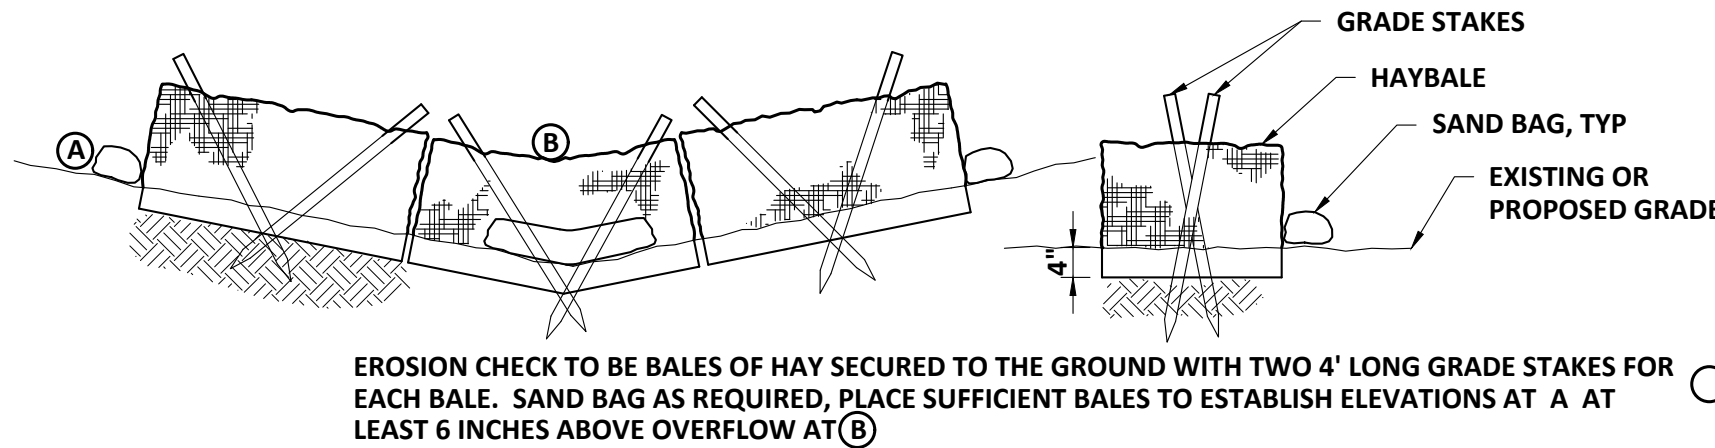 GRADE STAKES
HAYBALE
SAND BAG, TYP
EXISTING OR
PROPOSED GRADE
A
B
4"
EROSION CHECK TO BE BALES OF HAY SECURED TO THE GROUND WITH TWO 4' LONG GRADE STAKES FOR
EACH BALE. SAND BAG AS REQUIRED, PLACE SUFFICIENT BALES TO ESTABLISH ELEVATIONS AT A AT
LEAST 6 INCHES ABOVE OVERFLOW AT B